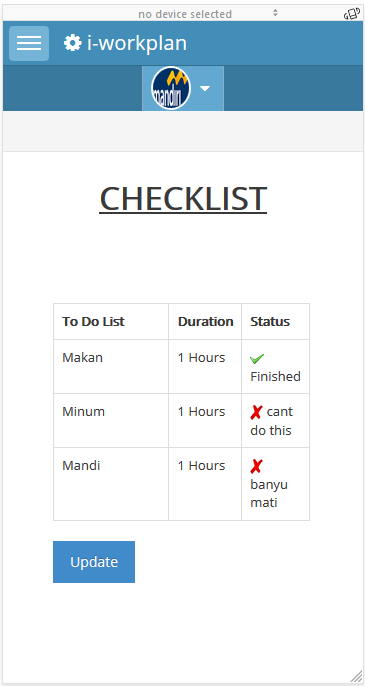 no device selected
i-workplan
mandiri
CHECKLIST
To Do List Duration Status
Makan 1 Hours Finished
Minum 1 Hours cant
do this
Mandi 1 Hours
banyu
mati
Update